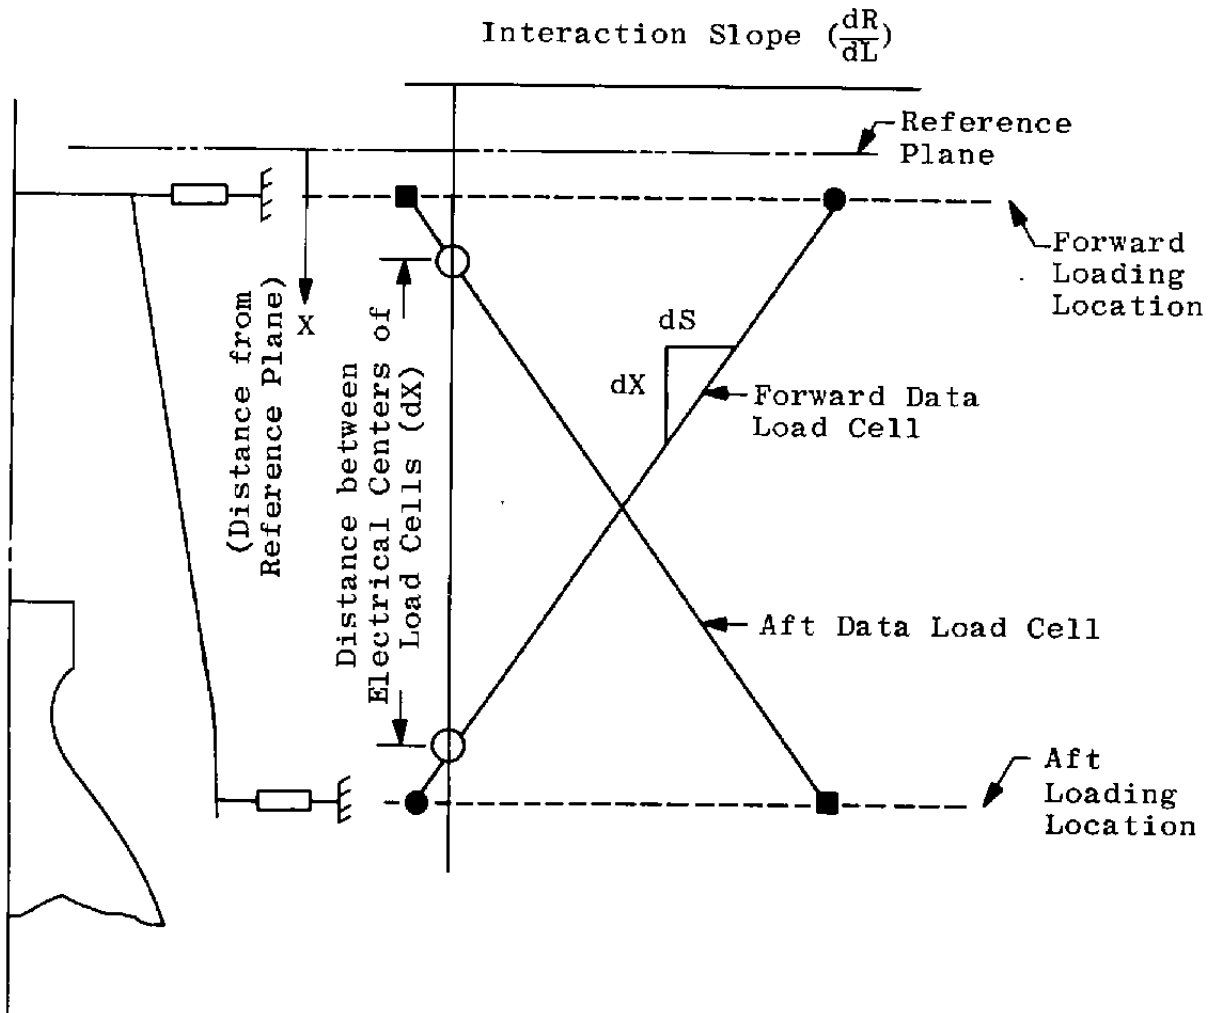 Interaction Slope (dR/dL)
Reference
Plane
Forward
Loading
Location
X
(Distance from
Reference Plane)
Distance between
Electrical Centers of
Load Cells (dX)
dS
dX
Forward Data
Load Cell
Aft Data Load Cell
Aft
Loading
Location